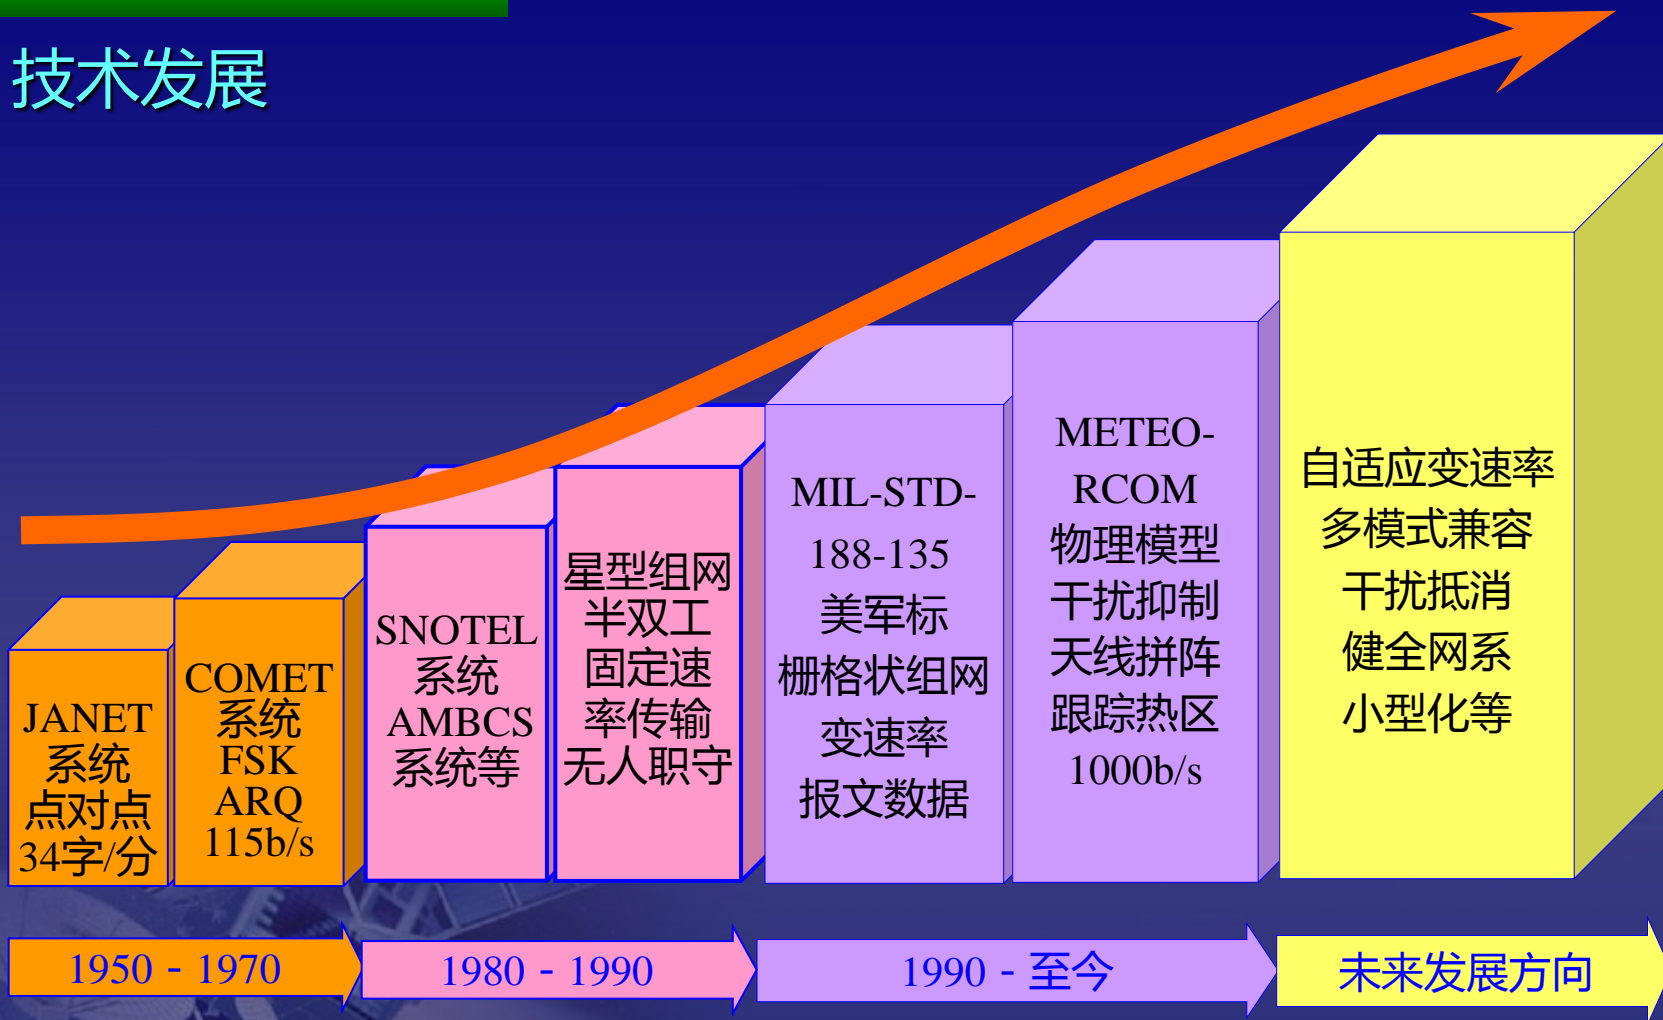 技术发展
JANET
系统
点对点
34字/分
COMET
系统
FSK
ARQ
115b/s
SNOTEL
系统
AMBCS
系统等
星型组网
半双工
固定速
率传输
无人职守
MIL-STD-
188-135
美军标
栅格状组网
变速率
报文数据
METEO-
RCOM
物理模型
干扰抑制
天线拼阵
跟踪热区
1000b/s
自适应变速率
多模式兼容
干扰抵消
健全网系
小型化等
1950 - 1970
1980 - 1990
1990 - 至今
未来发展方向